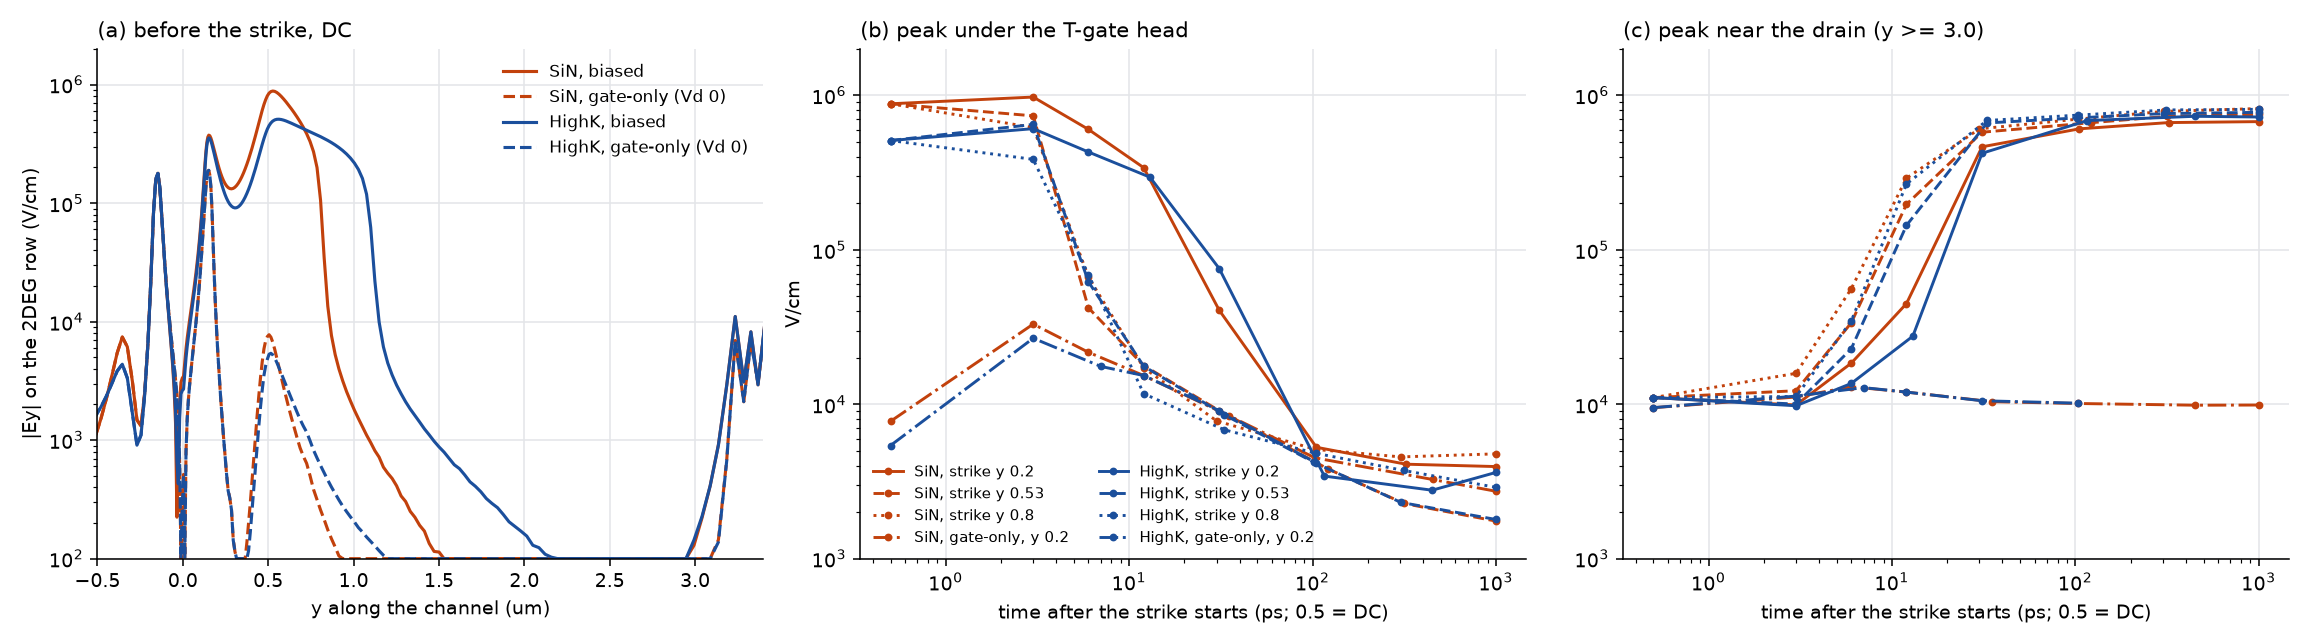 (a) before the strike, DC
|Ey| on the 2DEG row (V/cm)
10^6
10^5
10^4
10^3
10^2
SiN, biased
SiN, gate-only (Vd 0)
HighK, biased
HighK, gate-only (Vd 0)
−0.5 0.0 0.5 1.0 1.5 2.0 2.5 3.0
y along the channel (um)
(b) peak under the T-gate head
V/cm
10^6
10^5
10^4
10^3
SiN, strike y 0.2
SiN, strike y 0.53
SiN, strike y 0.8
SiN, gate-only, y 0.2
HighK, strike y 0.2
HighK, strike y 0.53
HighK, strike y 0.8
HighK, gate-only, y 0.2
10^0 10^1 10^2 10^3
time after the strike starts (ps; 0.5 = DC)
(c) peak near the drain (y >= 3.0)
10^6
10^5
10^4
10^3
10^0 10^1 10^2 10^3
time after the strike starts (ps; 0.5 = DC)